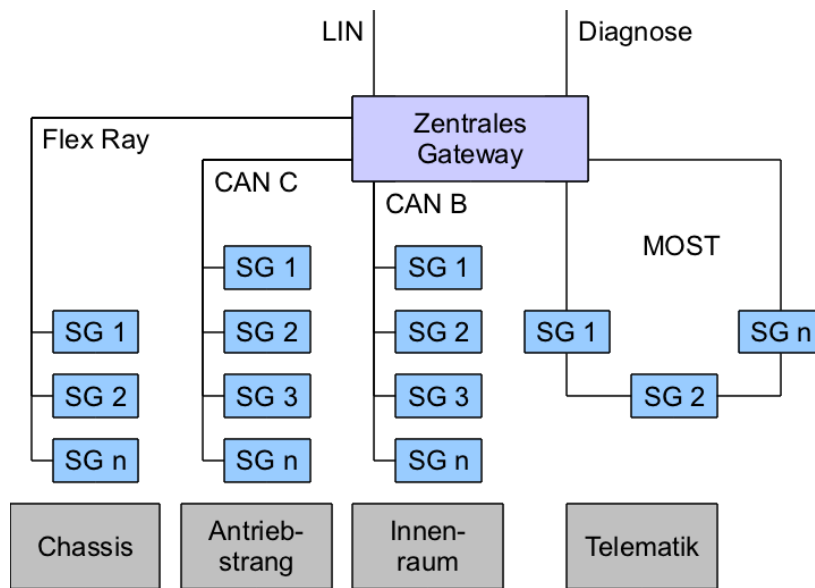 LIN
Diagnose
Zentrales
Gateway
Flex Ray
CAN C
CAN B
MOST
SG 1
SG 2
SG n
SG 1
SG 2
SG 3
SG n
SG 1
SG 2
SG 3
SG n
SG 1
SG 2
SG n
Chassis
Antrieb-
strang
Innen-
raum
Telematik